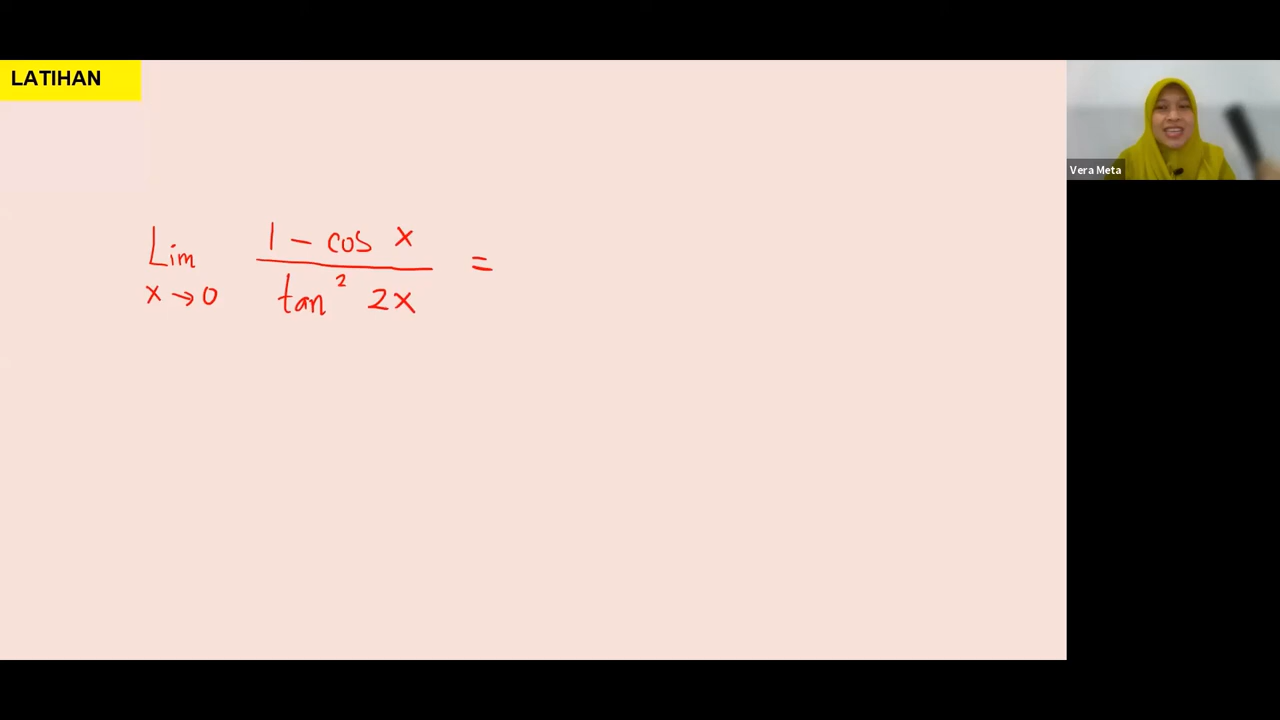 LATIHAN
Vera Meta
Lim 1 - cos x =
x → 0 tan² 2x